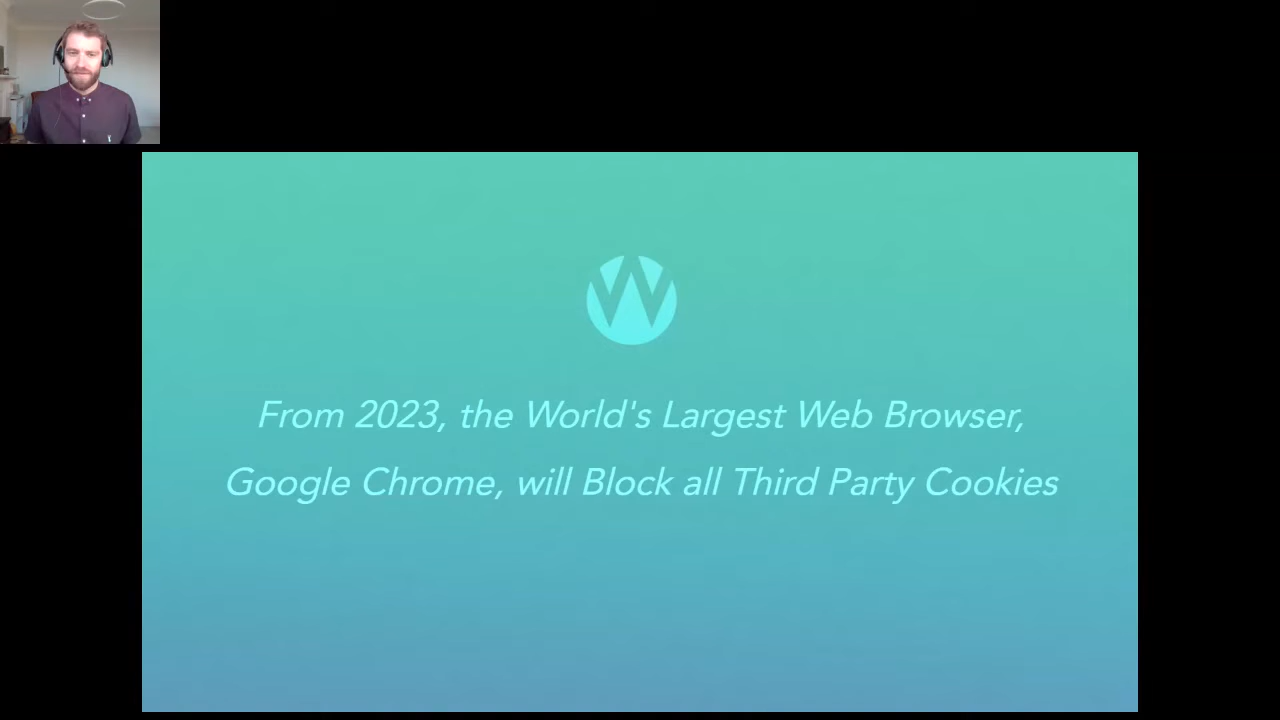 From 2023, the World's Largest Web Browser,
Google Chrome, will Block all Third Party Cookies